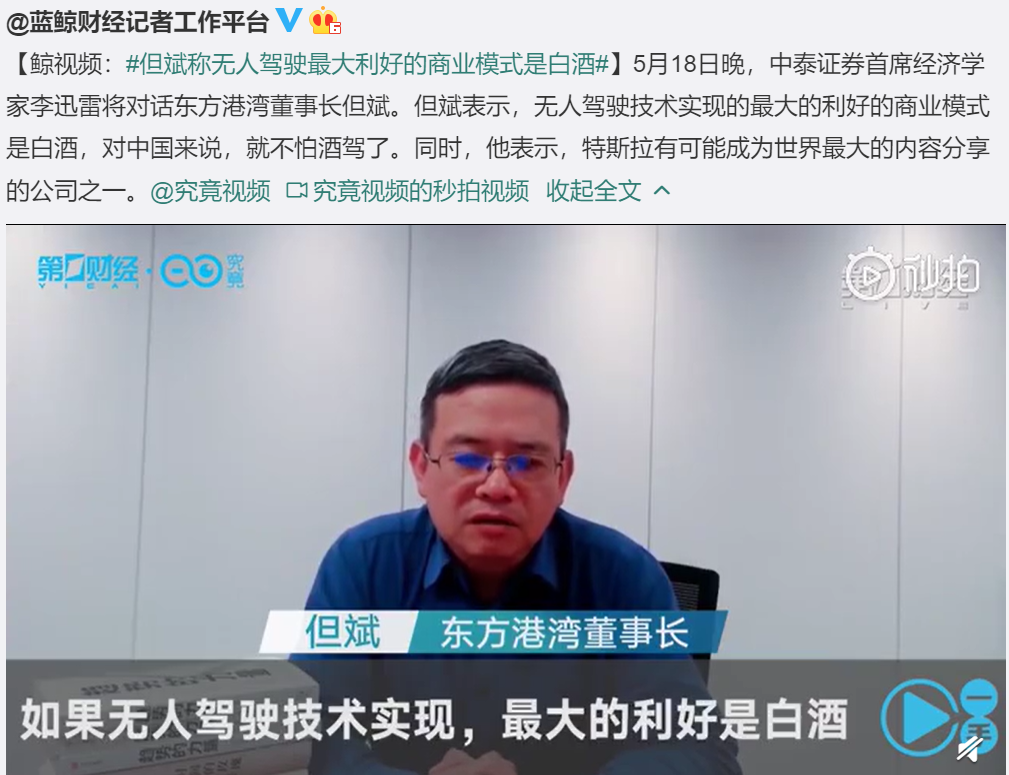 @蓝鲸财经记者工作平台
【鲸视频：#但斌称无人驾驶最大利好的商业模式是白酒#】5月18日晚，中泰证券首席经济学
家李迅雷将对话东方港湾董事长但斌。但斌表示，无人驾驶技术实现的最大的利好的商业模式
是白酒，对中国来说，就不怕酒驾了。同时，他表示，特斯拉有可能成为世界最大的内容分享
的公司之一。@究竟视频 究竟视频的秒拍视频 收起全文
第一财经·究竟
YICAI
秒拍
但斌 东方港湾董事长
如果无人驾驶技术实现，最大的利好是白酒
一手